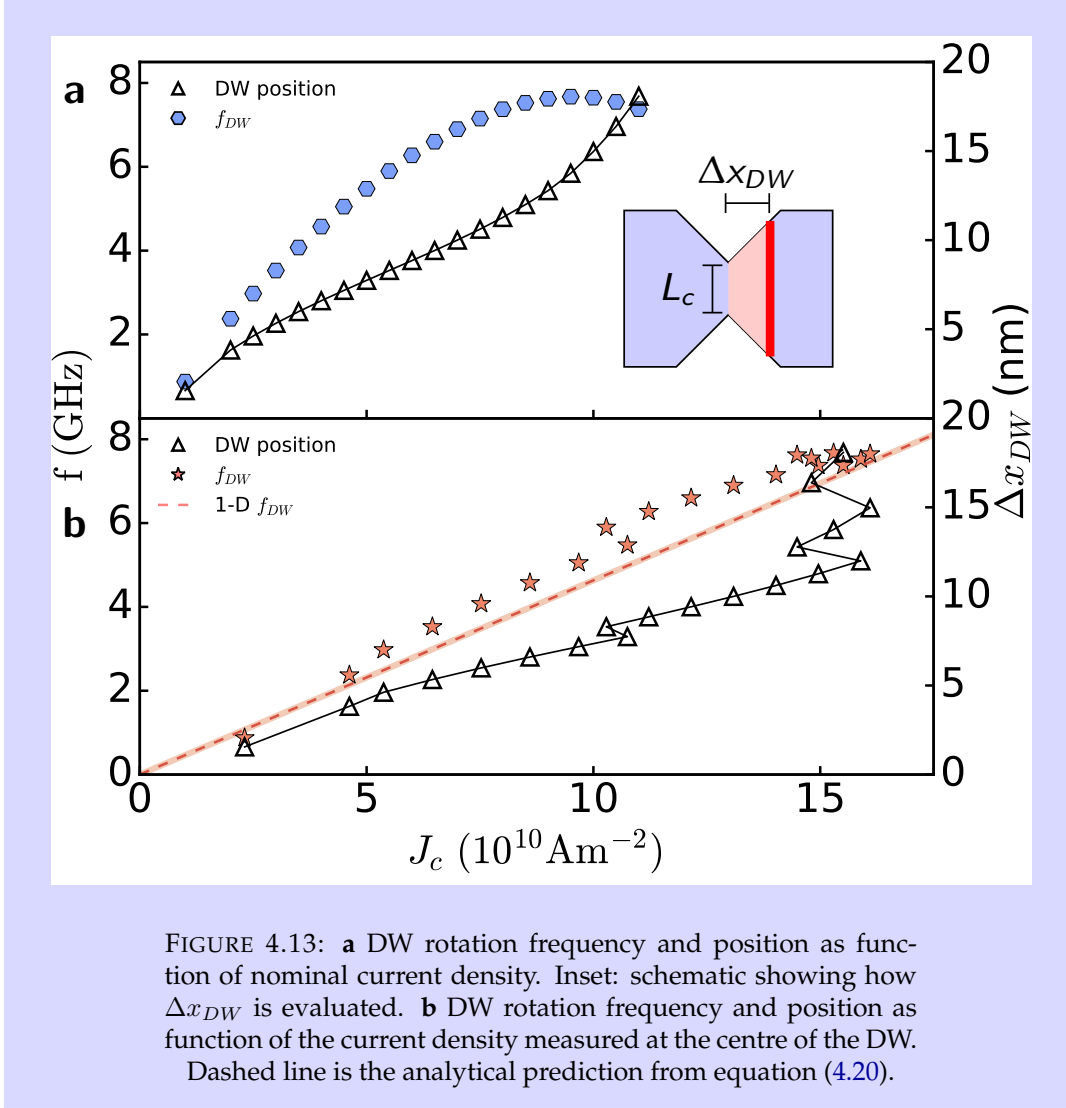 a
DW position
f_DW
8
6
4
2
20
15
10
5
Δx_DW
L_c
f (GHz)
Δx_DW (nm)
b
DW position
f_DW
1-D f_DW
8
6
4
2
0
20
15
10
5
0
0 5 10 15
J_c (10^10 Am^−2)
FIGURE 4.13: a DW rotation frequency and position as func-
tion of nominal current density. Inset: schematic showing how
Δx_DW is evaluated. b DW rotation frequency and position as
function of the current density measured at the centre of the DW.
Dashed line is the analytical prediction from equation (4.20).